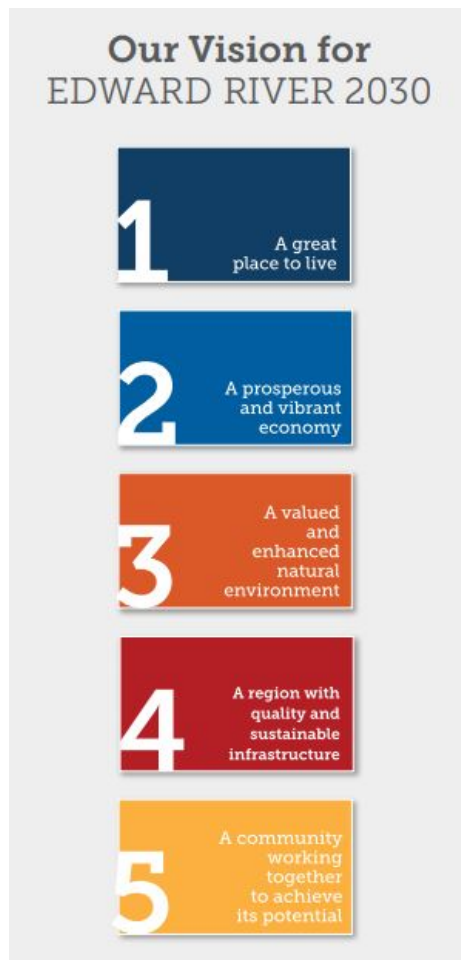 Our Vision for
EDWARD RIVER 2030
1
A great
place to live
2
A prosperous
and vibrant
economy
3
A valued
and
enhanced
natural
environment
4
A region with
quality and
sustainable
infrastructure
5
A community
working
together
to achieve
its potential